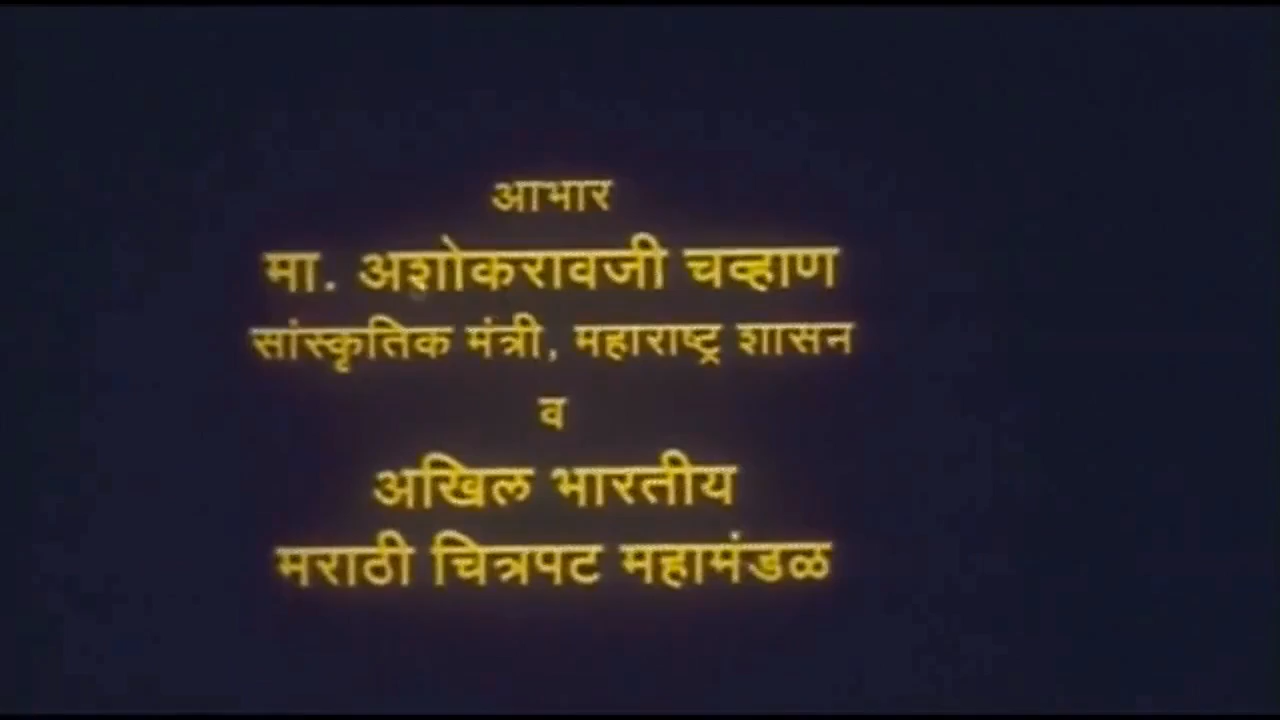 आभार
मा. अशोकरावजी चव्हाण
सांस्कृतिक मंत्री, महाराष्ट्र शासन
व
अखिल भारतीय
मराठी चित्रपट महामंडळ